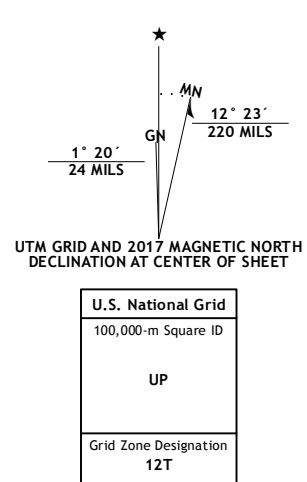 ★
MN
12° 23´
220 MILS
GN
1° 20´
24 MILS
UTM GRID AND 2017 MAGNETIC NORTH
DECLINATION AT CENTER OF SHEET
U.S. National Grid
100,000-m Square ID
UP
Grid Zone Designation
12T